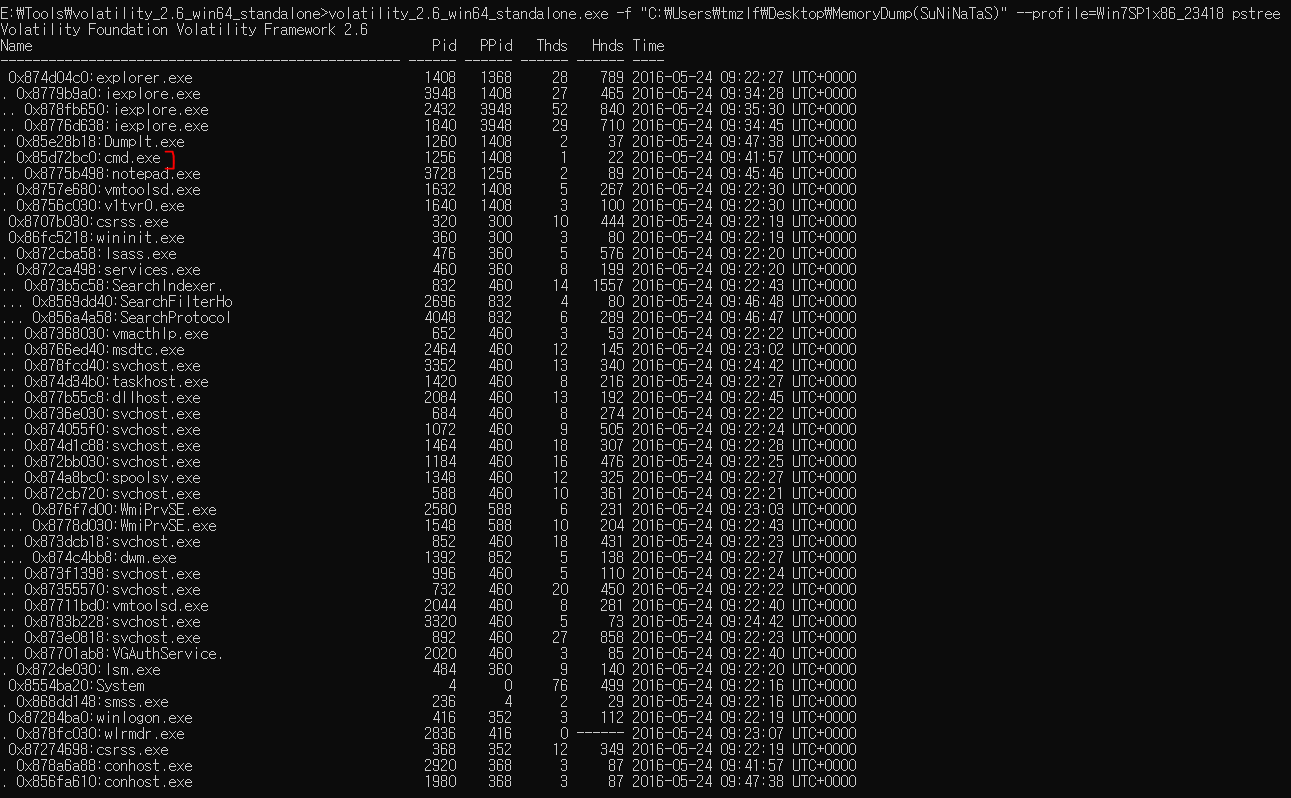 E:₩Tools₩volatility_2.6_win64_standalone>volatility_2.6_win64_standalone.exe -f "C:₩Users₩tmzlf₩Desktop₩MemoryDump(SuNiNaTaS)" --profile=Win7SP1x86_23418 pstree
Volatility Foundation Volatility Framework 2.6
Name Pid PPid Thds Hnds Time
-------------------------------------------------- ------ ------ ------ ------ ----
0x874d04c0:explorer.exe 1408 1368 28 789 2016-05-24 09:22:27 UTC+0000
. 0x8779b9a0:iexplore.exe 3948 1408 27 465 2016-05-24 09:34:28 UTC+0000
.. 0x878fb650:iexplore.exe 2432 3948 52 840 2016-05-24 09:35:30 UTC+0000
.. 0x8776d638:iexplore.exe 1840 3948 29 710 2016-05-24 09:34:45 UTC+0000
. 0x85e28b18:DumpIt.exe 1260 1408 2 37 2016-05-24 09:47:38 UTC+0000
. 0x85d72bc0:cmd.exe 1256 1408 1 22 2016-05-24 09:41:57 UTC+0000
.. 0x8775b498:notepad.exe 3728 1256 2 89 2016-05-24 09:45:46 UTC+0000
. 0x8757e680:vmtoolsd.exe 1632 1408 5 267 2016-05-24 09:22:30 UTC+0000
. 0x8756c030:v1tvr0.exe 1640 1408 3 100 2016-05-24 09:22:30 UTC+0000
0x8707b030:csrss.exe 320 300 10 444 2016-05-24 09:22:19 UTC+0000
0x86fc5218:wininit.exe 360 300 3 80 2016-05-24 09:22:19 UTC+0000
. 0x872cba58:lsass.exe 476 360 5 576 2016-05-24 09:22:20 UTC+0000
. 0x872ca498:services.exe 460 360 8 199 2016-05-24 09:22:20 UTC+0000
.. 0x873b5c58:SearchIndexer. 832 460 14 1557 2016-05-24 09:22:43 UTC+0000
... 0x8569dd40:SearchFilterHo 2696 832 4 80 2016-05-24 09:46:48 UTC+0000
... 0x856a4a58:SearchProtocol 4048 832 6 289 2016-05-24 09:46:47 UTC+0000
.. 0x87368030:vmacthlp.exe 652 460 3 53 2016-05-24 09:22:22 UTC+0000
.. 0x8766ed40:msdtc.exe 2464 460 12 145 2016-05-24 09:23:02 UTC+0000
.. 0x878fcd40:svchost.exe 3352 460 13 340 2016-05-24 09:24:42 UTC+0000
.. 0x874d34b0:taskhost.exe 1420 460 8 216 2016-05-24 09:22:27 UTC+0000
.. 0x877b55c8:dllhost.exe 2084 460 13 192 2016-05-24 09:22:45 UTC+0000
.. 0x8736e030:svchost.exe 684 460 8 274 2016-05-24 09:22:22 UTC+0000
.. 0x874055f0:svchost.exe 1072 460 9 505 2016-05-24 09:22:24 UTC+0000
.. 0x874d1c88:svchost.exe 1464 460 18 307 2016-05-24 09:22:28 UTC+0000
.. 0x872bb030:svchost.exe 1184 460 16 476 2016-05-24 09:22:25 UTC+0000
.. 0x874a8bc0:spoolsv.exe 1348 460 12 325 2016-05-24 09:22:27 UTC+0000
.. 0x872cb720:svchost.exe 588 460 10 361 2016-05-24 09:22:21 UTC+0000
... 0x876f7d00:WmiPrvSE.exe 2580 588 6 231 2016-05-24 09:23:03 UTC+0000
... 0x8778d030:WmiPrvSE.exe 1548 588 10 204 2016-05-24 09:22:43 UTC+0000
.. 0x873dcb18:svchost.exe 852 460 18 431 2016-05-24 09:22:23 UTC+0000
... 0x874c4bb8:dwm.exe 1392 852 5 138 2016-05-24 09:22:27 UTC+0000
.. 0x873f1398:svchost.exe 996 460 5 110 2016-05-24 09:22:24 UTC+0000
.. 0x87355570:svchost.exe 732 460 20 450 2016-05-24 09:22:22 UTC+0000
.. 0x87711bd0:vmtoolsd.exe 2044 460 8 281 2016-05-24 09:22:40 UTC+0000
.. 0x8783b228:svchost.exe 3320 460 5 73 2016-05-24 09:24:42 UTC+0000
.. 0x873e0818:svchost.exe 892 460 27 858 2016-05-24 09:22:23 UTC+0000
.. 0x87701ab8:VGAuthService. 2020 460 3 85 2016-05-24 09:22:40 UTC+0000
. 0x872de030:lsm.exe 484 360 9 140 2016-05-24 09:22:20 UTC+0000
0x8554ba20:System 4 0 76 499 2016-05-24 09:22:16 UTC+0000
. 0x868dd148:smss.exe 236 4 2 29 2016-05-24 09:22:16 UTC+0000
0x87284ba0:winlogon.exe 416 352 3 112 2016-05-24 09:22:19 UTC+0000
. 0x878fc030:wlrmdr.exe 2836 416 0 ------ 2016-05-24 09:23:07 UTC+0000
0x87274698:csrss.exe 368 352 12 349 2016-05-24 09:22:19 UTC+0000
. 0x878a6a88:conhost.exe 2920 368 3 87 2016-05-24 09:41:57 UTC+0000
. 0x856fa610:conhost.exe 1980 368 3 87 2016-05-24 09:47:38 UTC+0000